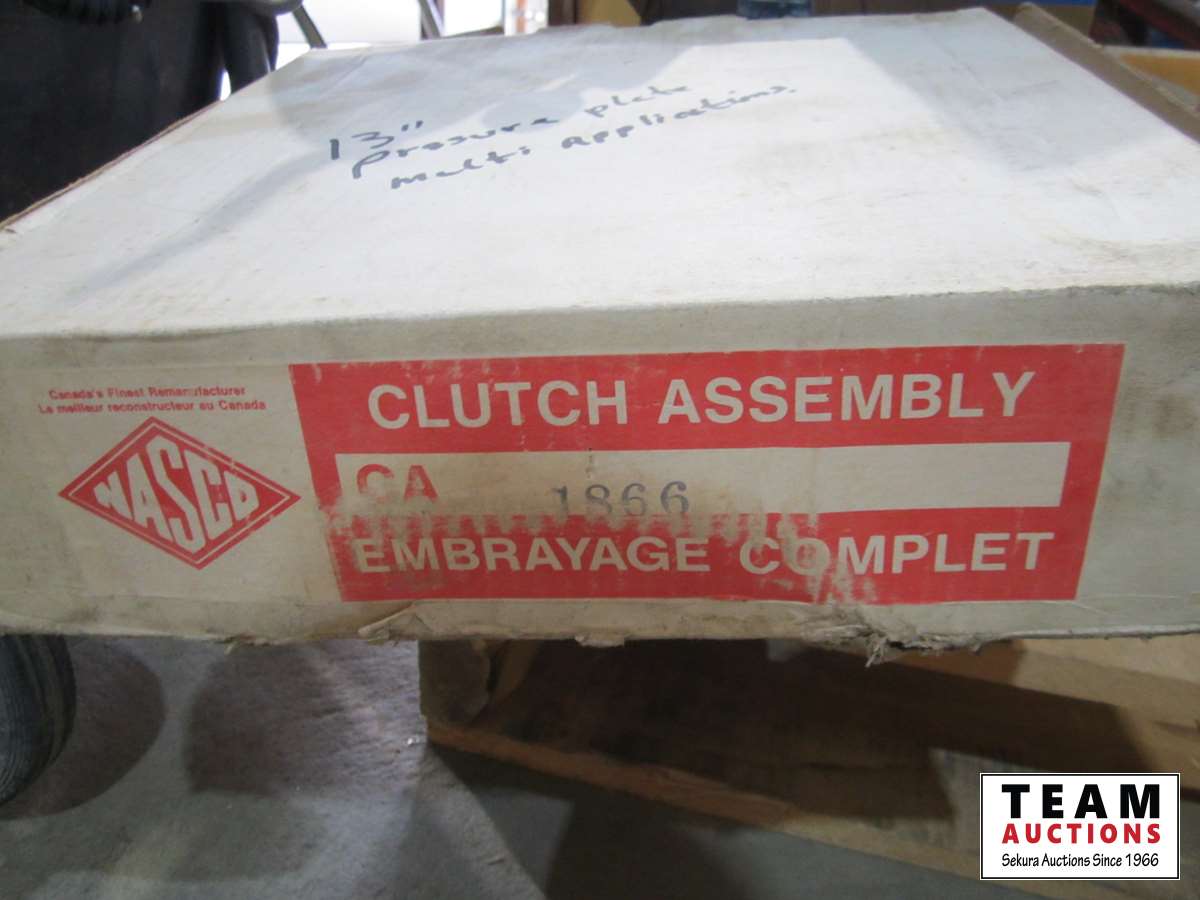 13"
Pressure plate
multi applications.
Canada's Finest Remanufacturer
Le meilleur reconstructeur au Canada
NASCO
CLUTCH ASSEMBLY
CA 1866
EMBRAYAGE COMPLET
TEAM
AUCTIONS
Sekura Auctions Since 1966